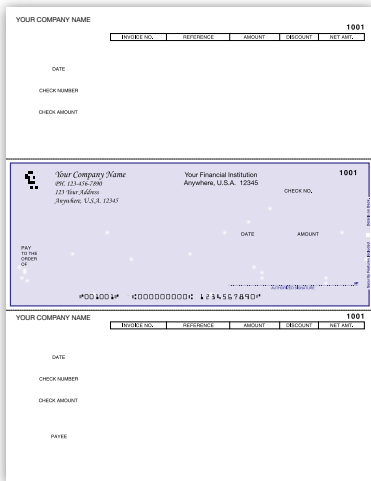 YOUR COMPANY NAME
1001
INVOICE NO. REFERENCE AMOUNT DISCOUNT NET AMT.
DATE
CHECK NUMBER
CHECK AMOUNT
Your Company Name
PH. 123-456-7890
123 Your Address
Anywhere, U.S.A. 12345
Your Financial Institution
Anywhere, U.S.A. 12345
1001
CHECK NO.
DATE AMOUNT
PAY
TO THE
ORDER
OF
⑈001001⑈ ⑆000000000⑆ 1234567890⑈
YOUR COMPANY NAME
1001
INVOICE NO. REFERENCE AMOUNT DISCOUNT NET AMT.
DATE
CHECK NUMBER
CHECK AMOUNT
PAYEE